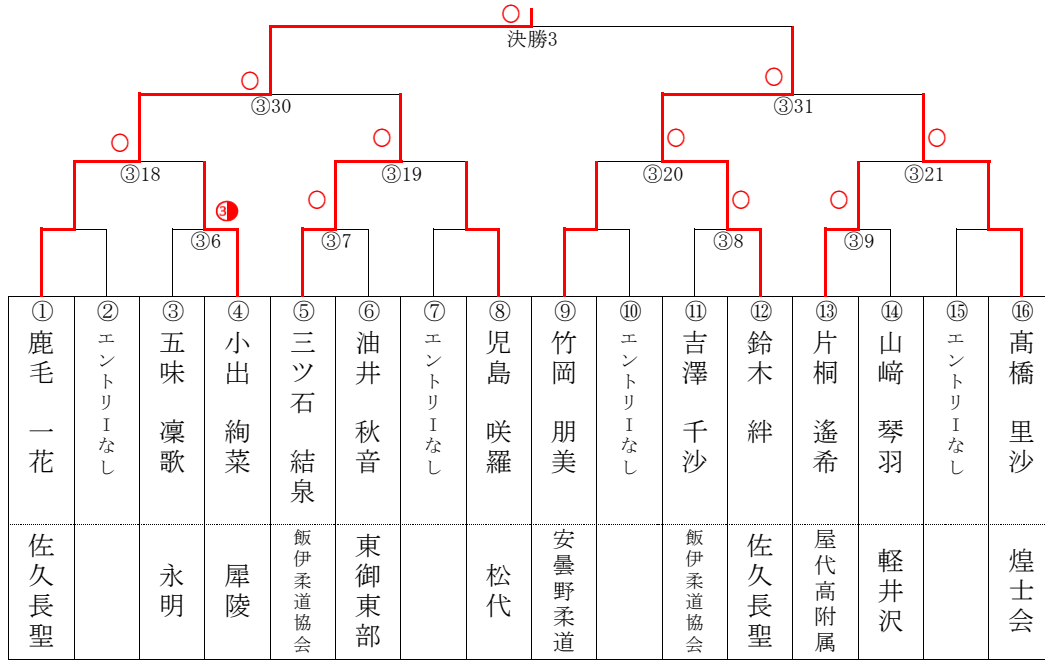 決勝3
③30
③31
③18
③19
③20
③21
3
③6
③7
③8
③9
①
②
③
④
⑤
⑥
⑦
⑧
⑨
⑩
⑪
⑫
⑬
⑭
⑮
⑯
鹿毛 一花
エントリーなし
五味 凜歌
小出 絢菜
三ツ石 結泉
油井 秋音
エントリーなし
児島 咲羅
竹岡 朋美
エントリーなし
吉澤 千沙
鈴木 絆
片桐 遙希
山﨑 琴羽
エントリーなし
髙橋 里沙
佐久長聖
永明
犀陵
飯伊柔道協会
東御東部
松代
安曇野柔道
飯伊柔道協会
佐久長聖
屋代高附属
軽井沢
煌士会